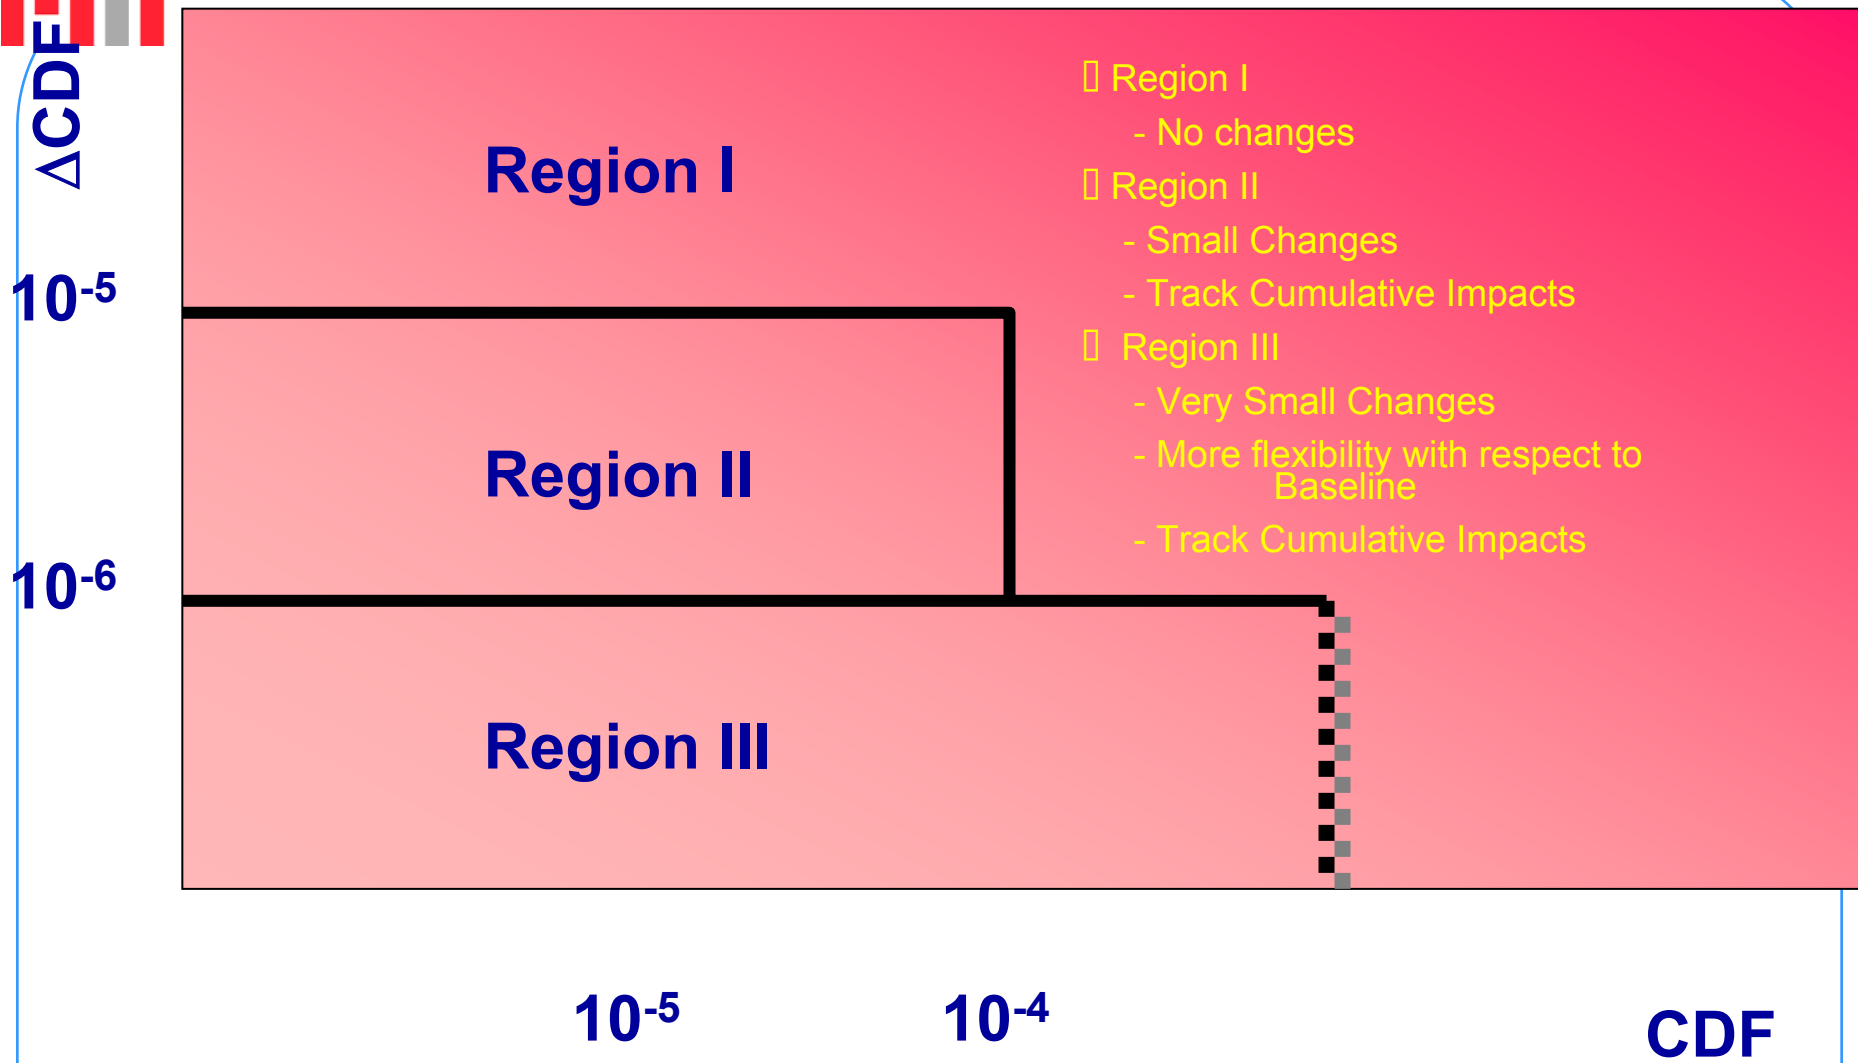 ΔCDF
Region I
- No changes
Region II
- Small Changes
- Track Cumulative Impacts
Region III
- Very Small Changes
- More flexibility with respect to
Baseline
- Track Cumulative Impacts
Region I
10-5
Region II
10-6
Region III
10-5
10-4
CDF